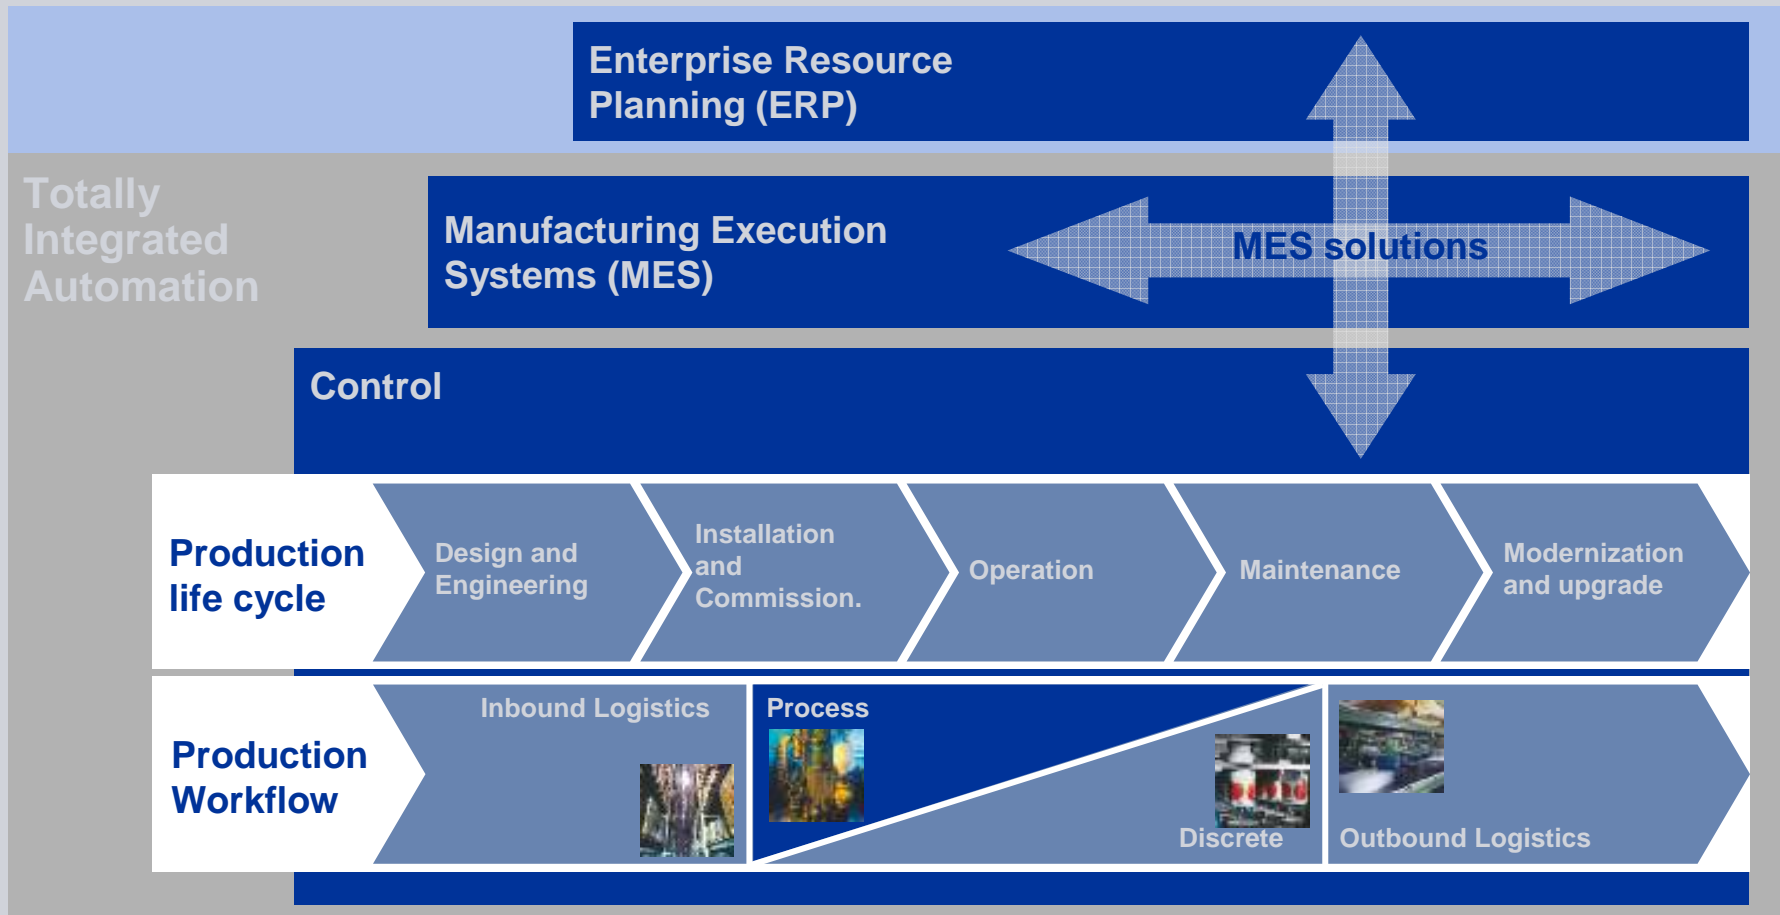 Enterprise Resource
Planning (ERP)
Totally
Integrated
Automation
Manufacturing Execution
Systems (MES)
MES solutions
Control
Production
life cycle
Design and
Engineering
Installation
and
Commission.
Operation
Maintenance
Modernization
and upgrade
Production
Workflow
Inbound Logistics
Process
Discrete
Outbound Logistics